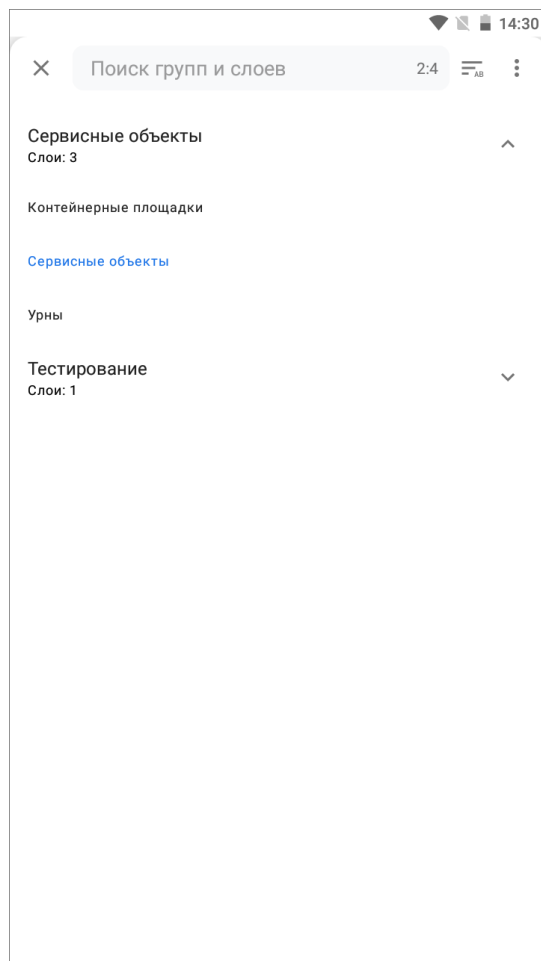 14:30
Поиск групп и слоев 2:4
AB
Сервисные объекты
Слои: 3
Контейнерные площадки
Сервисные объекты
Урны
Тестирование
Слои: 1